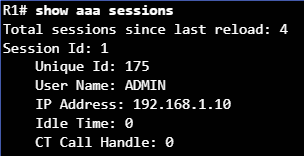 R1# show aaa sessions
Total sessions since last reload: 4
Session Id: 1
    Unique Id: 175
    User Name: ADMIN
    IP Address: 192.168.1.10
    Idle Time: 0
    CT Call Handle: 0